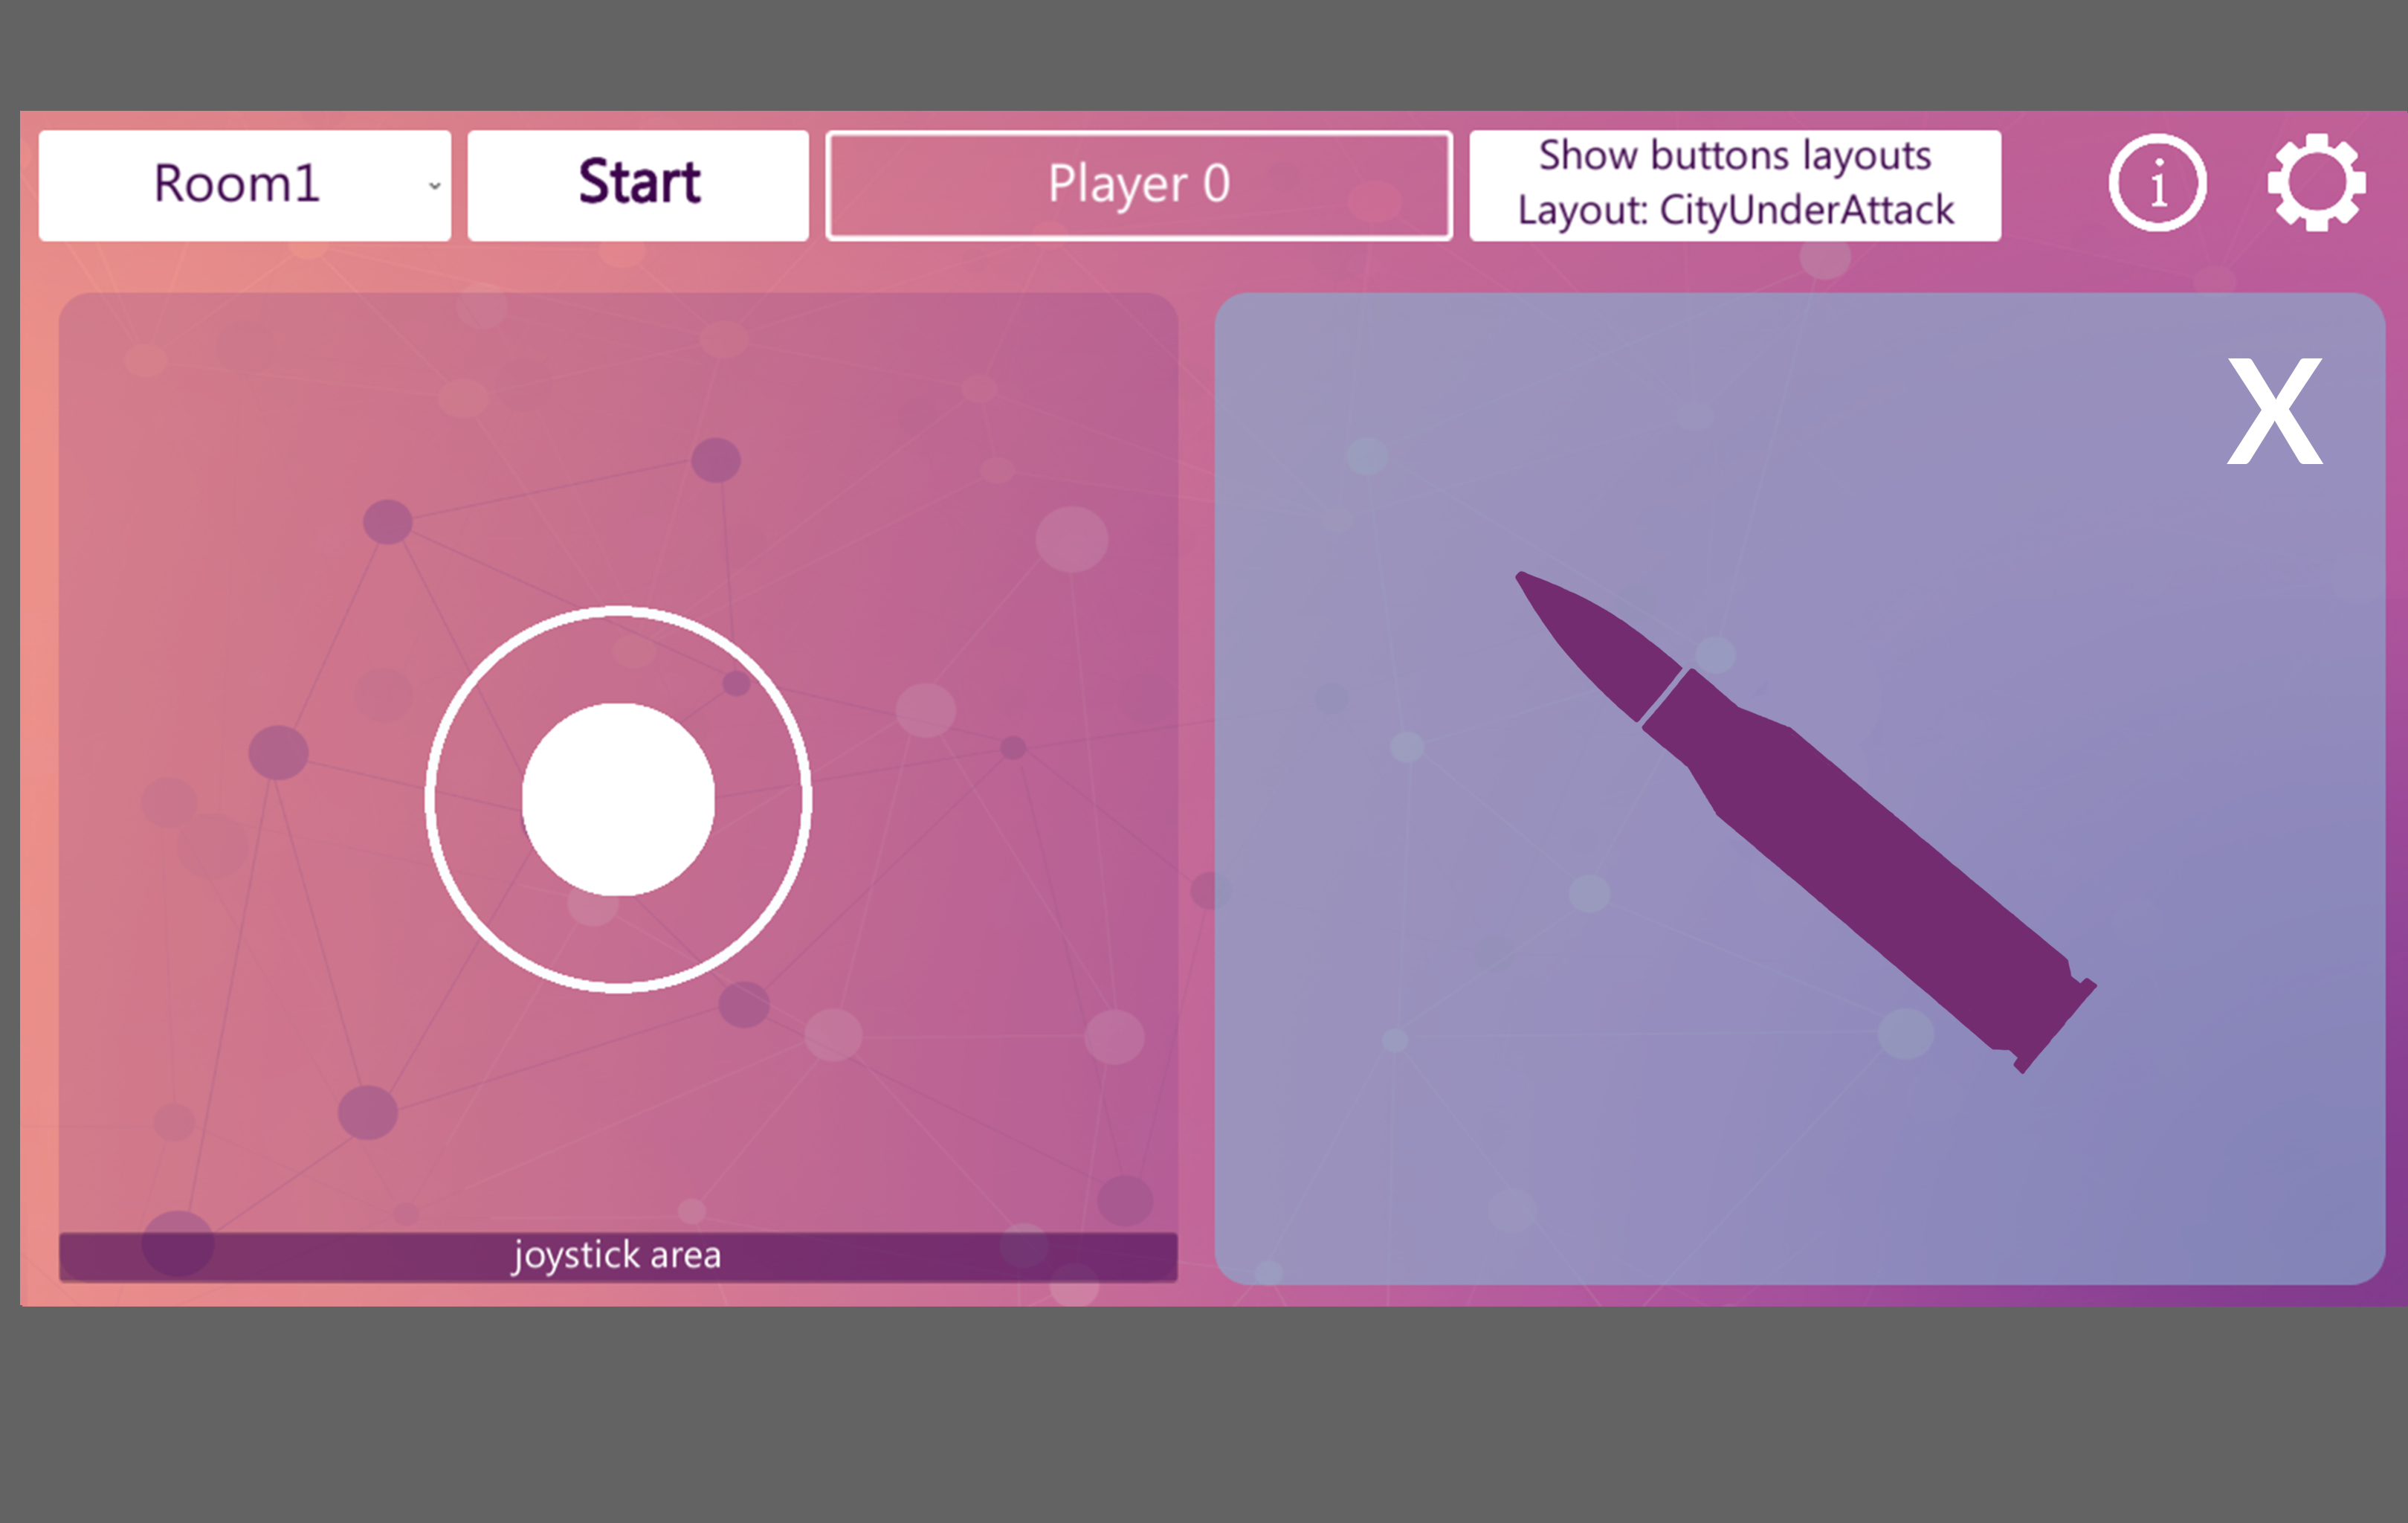 Room1
Start
Player 0
Show buttons layouts
Layout: CityUnderAttack
i
X
joystick area